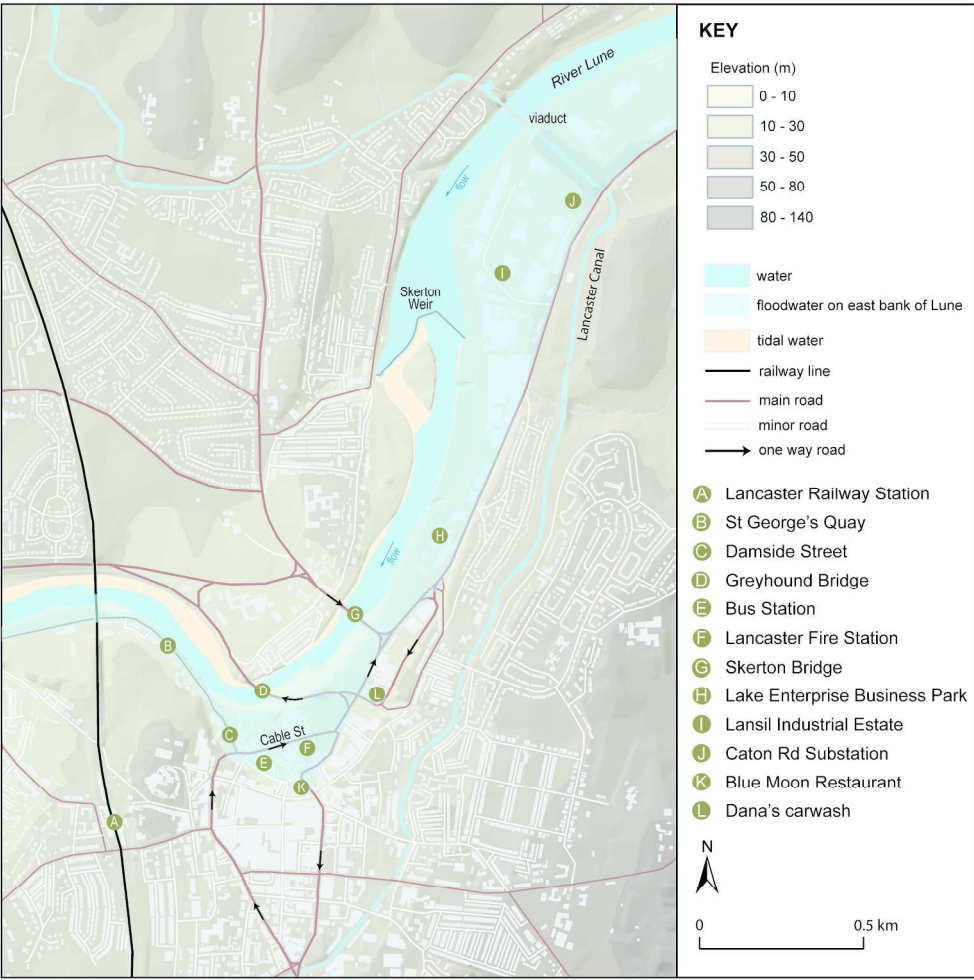 River Lune
viaduct
flow
J
I
Skerton
Weir
Lancaster Canal
H
flow
G
B
D
L
C
Cable St
F
E
K
A
KEY
Elevation (m)
0 - 10
10 - 30
30 - 50
50 - 80
80 - 140
water
floodwater on east bank of Lune
tidal water
railway line
main road
minor road
one way road
A Lancaster Railway Station
B St George's Quay
C Damside Street
D Greyhound Bridge
E Bus Station
F Lancaster Fire Station
G Skerton Bridge
H Lake Enterprise Business Park
I Lansil Industrial Estate
J Caton Rd Substation
K Blue Moon Restaurant
L Dana's carwash
N
0 0.5 km